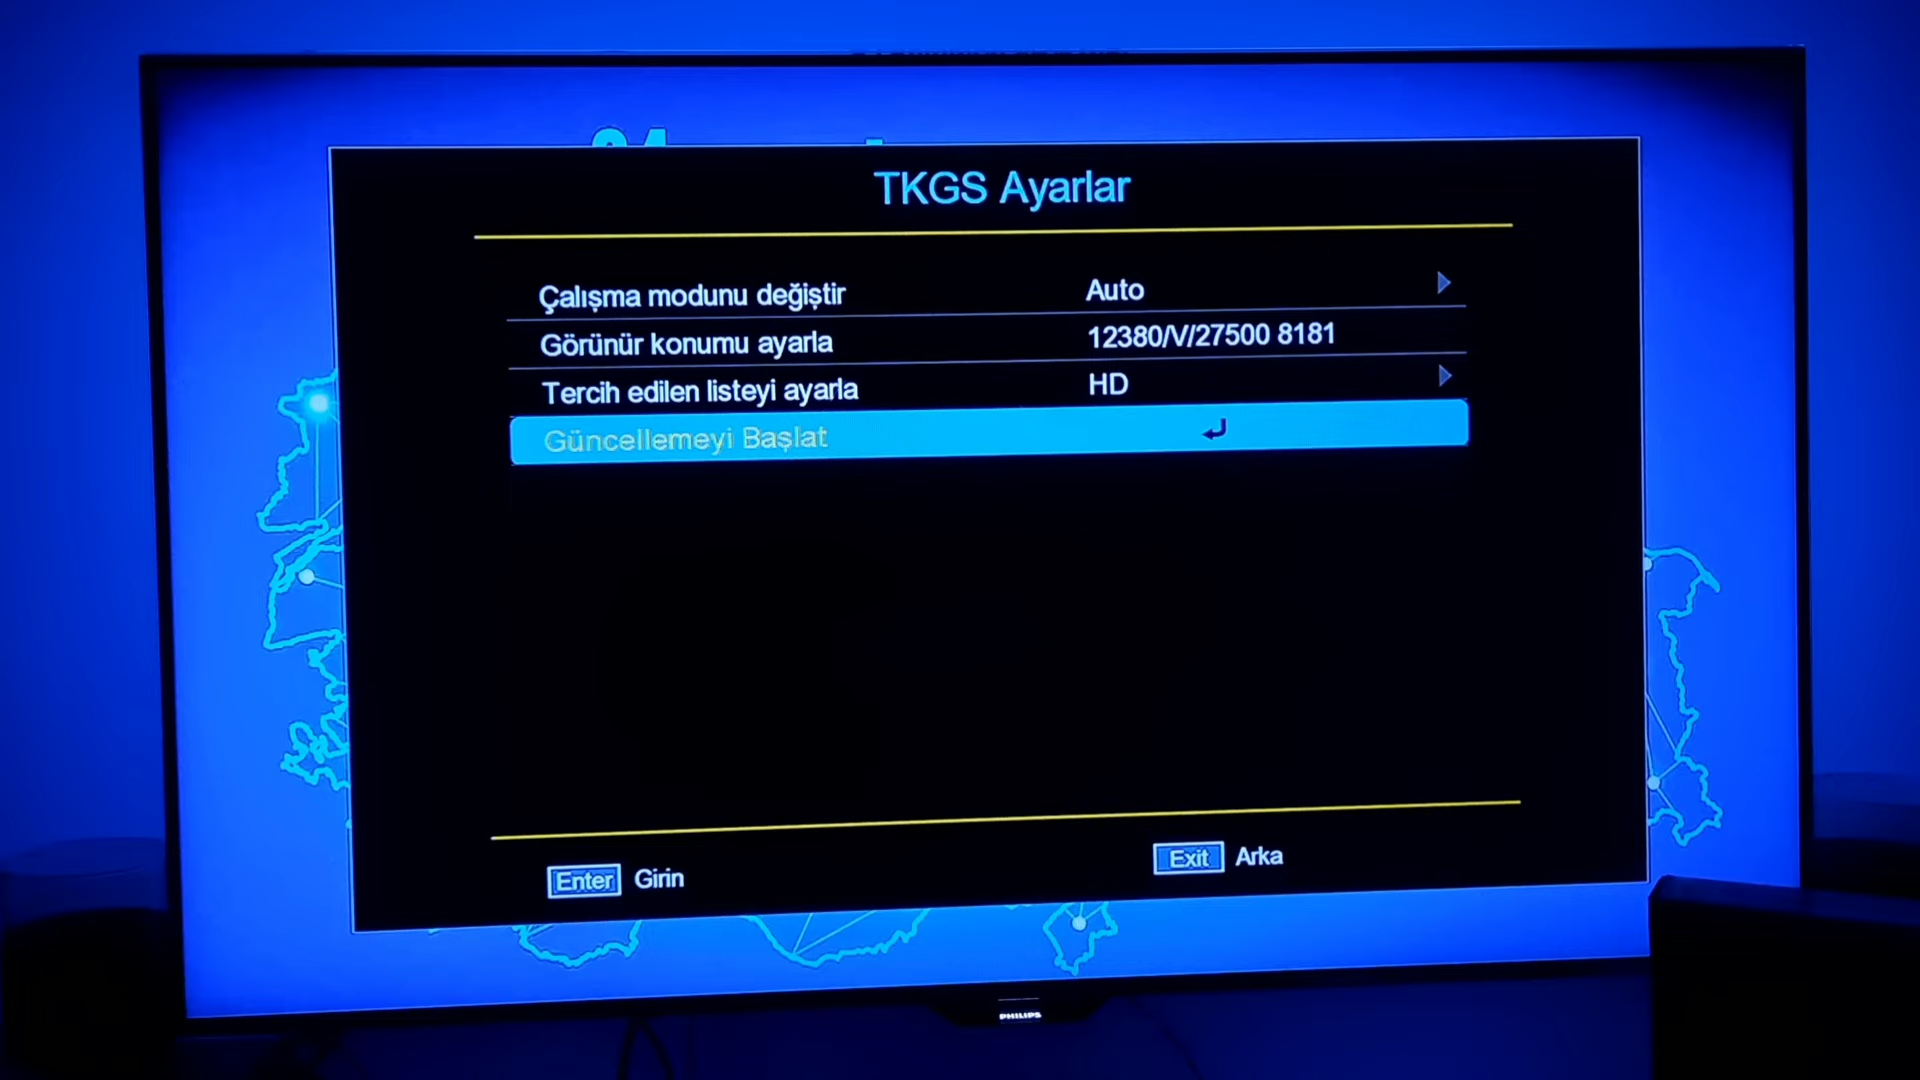 TKGS Ayarlar
Çalışma modunu değiştir Auto
Görünür konumu ayarla 12380/V/27500 8181
Tercih edilen listeyi ayarla HD
Güncellemeyi Başlat
Enter Girin Exit Arka
PHILIPS